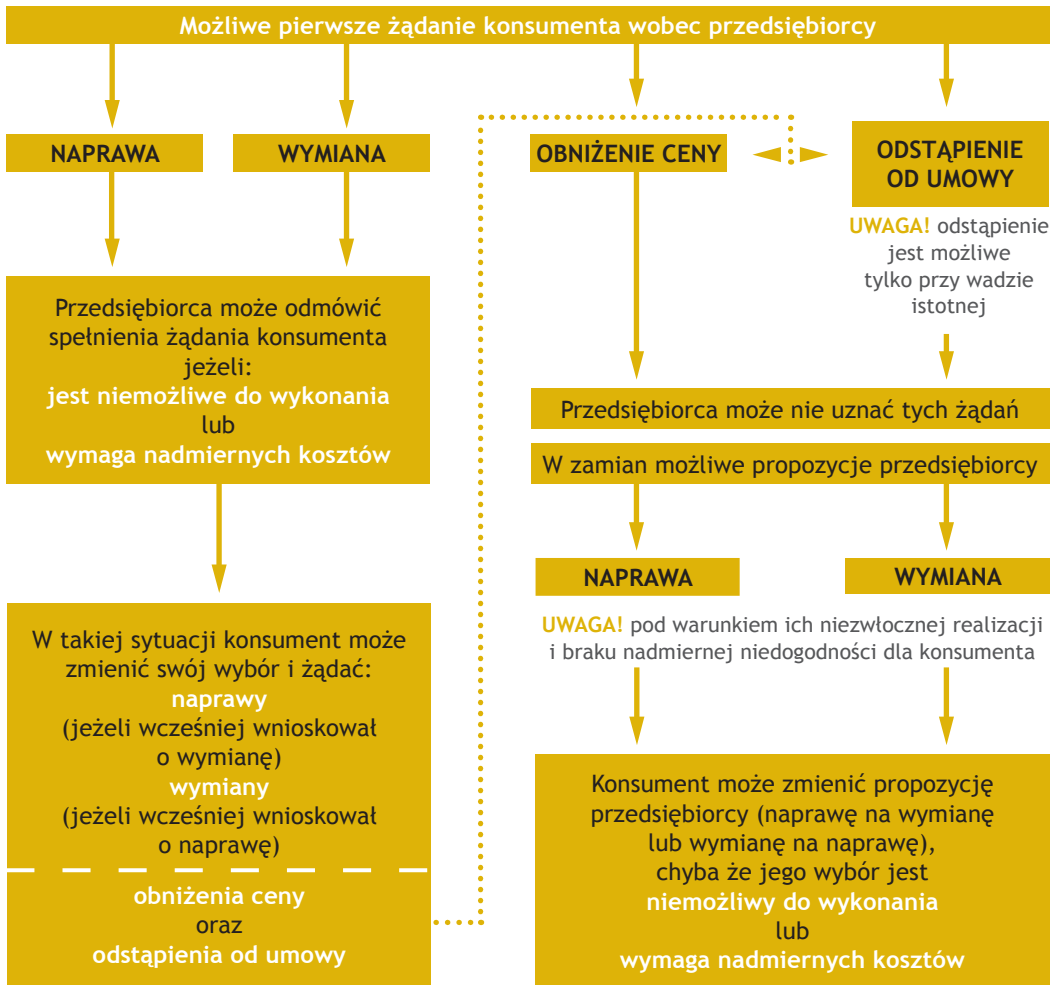 Możliwe pierwsze żądanie konsumenta wobec przedsiębiorcy
NAPRAWA
WYMIANA
Przedsiębiorca może odmówić
spełnienia żądania konsumenta
jeżeli:
jest niemożliwe do wykonania
lub
wymaga nadmiernych kosztów
W takiej sytuacji konsument może
zmienić swój wybór i żądać:
naprawy
(jeżeli wcześniej wnioskował
o wymianę)
wymiany
(jeżeli wcześniej wnioskował
o naprawę)
obniżenia ceny
oraz
odstąpienia od umowy
OBNIŻENIE CENY
ODSTĄPIENIE
OD UMOWY
UWAGA! odstąpienie
jest możliwe
tylko przy wadzie
istotnej
Przedsiębiorca może nie uznać tych żądań
W zamian możliwe propozycje przedsiębiorcy
NAPRAWA
WYMIANA
UWAGA! pod warunkiem ich niezwłocznej realizacji
i braku nadmiernej niedogodności dla konsumenta
Konsument może zmienić propozycję
przedsiębiorcy (naprawę na wymianę
lub wymianę na naprawę),
chyba że jego wybór jest
niemożliwy do wykonania
lub
wymaga nadmiernych kosztów